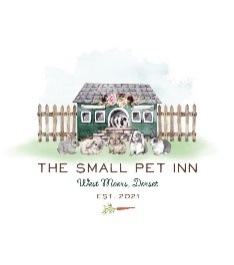 THE SMALL PET INN
West Moors, Dorset
EST. 2021